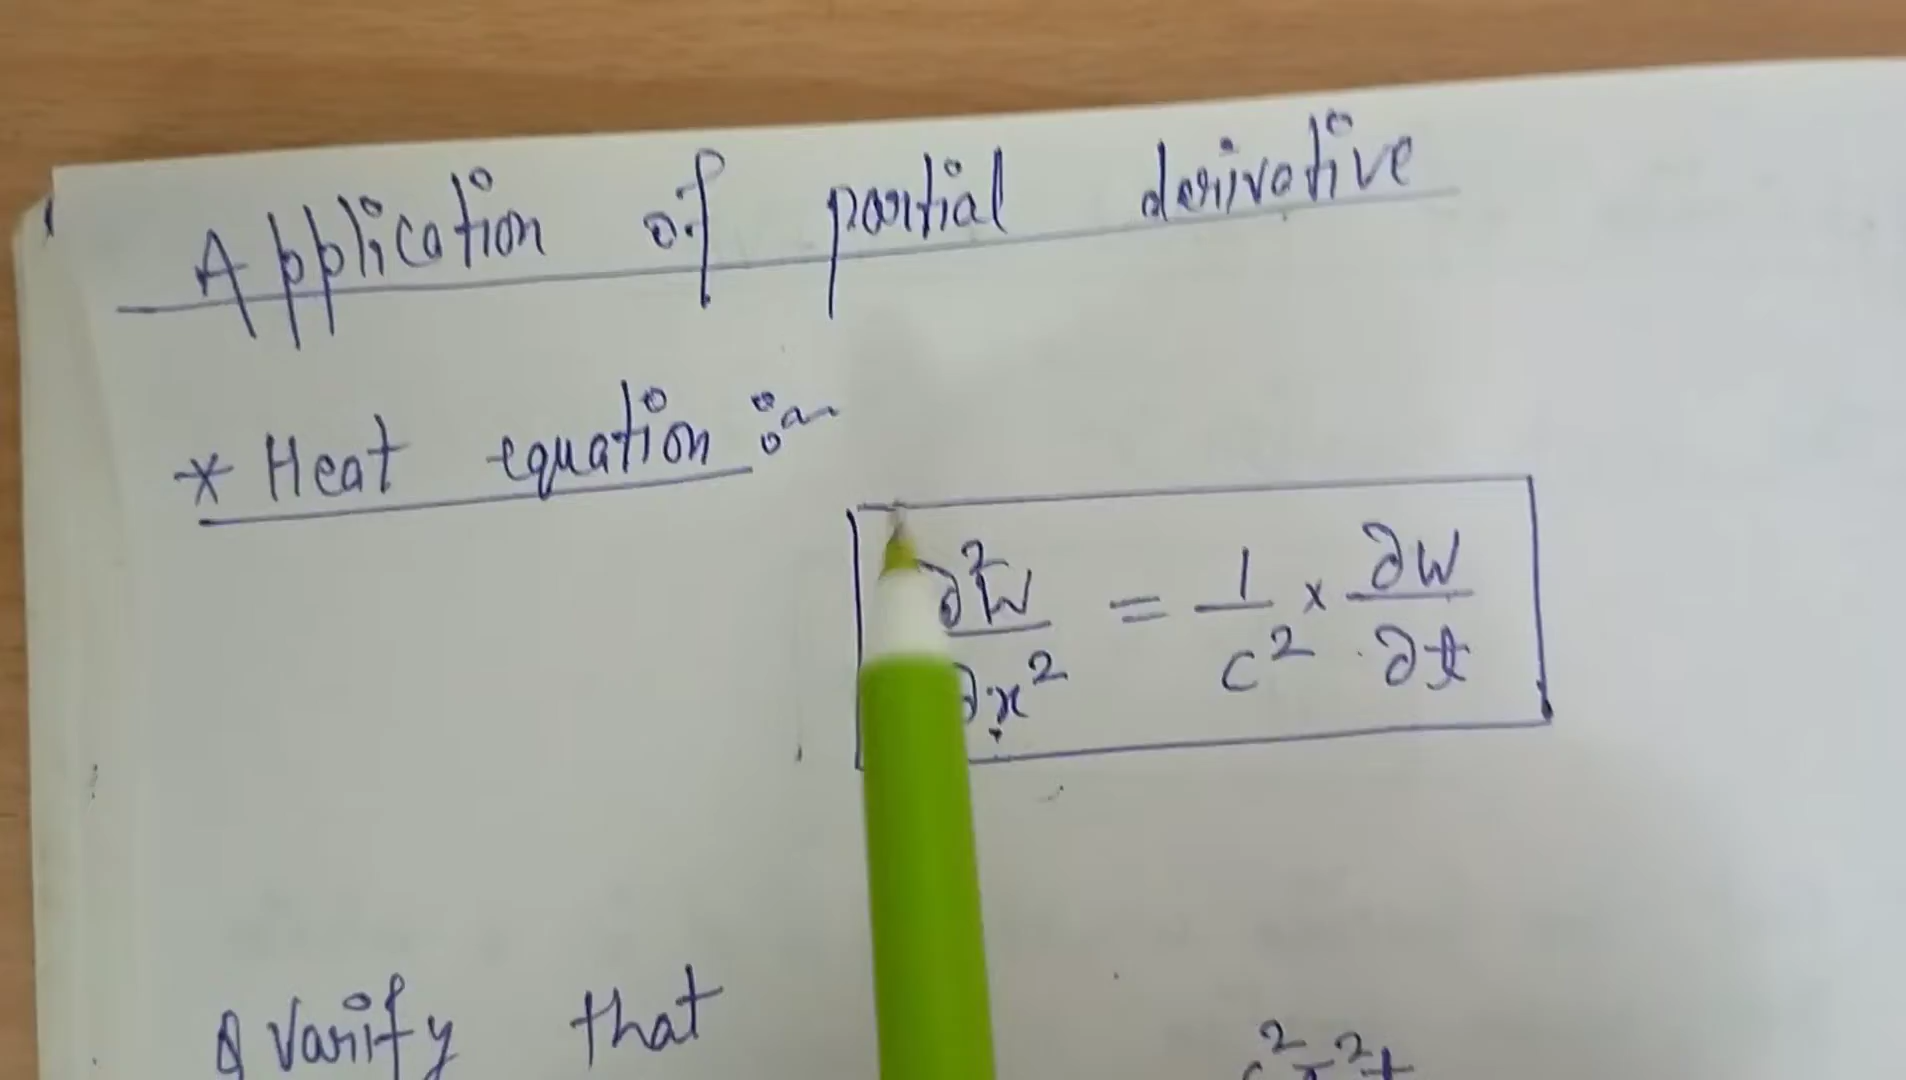 Application of partial derivative
* Heat equation :~
∂²W/∂x² = 1/c² × ∂W/∂t
Q Varify that